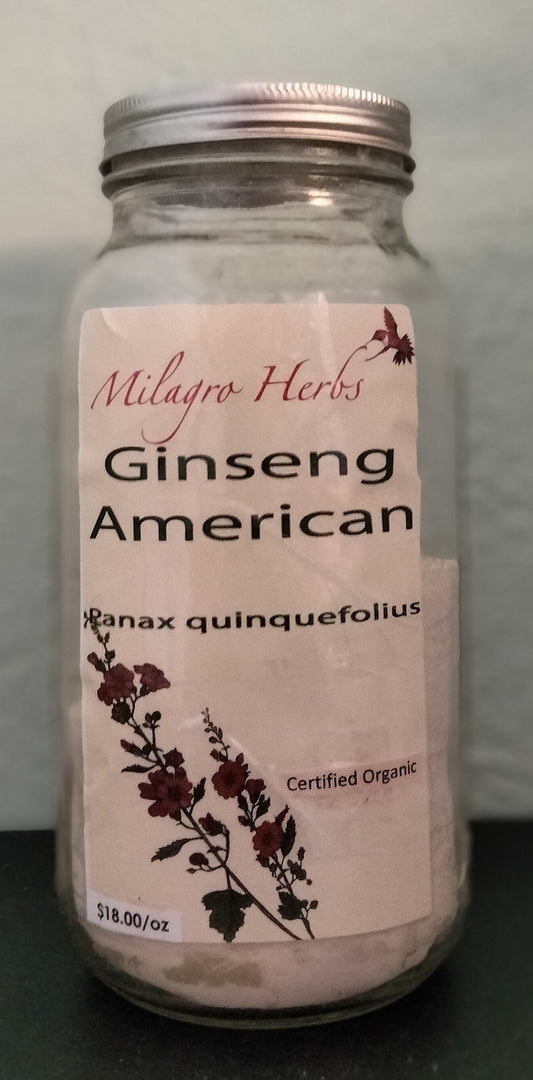 Milagro Herbs
Ginseng
American
Panax quinquefolius
Certified Organic
$18.00/oz